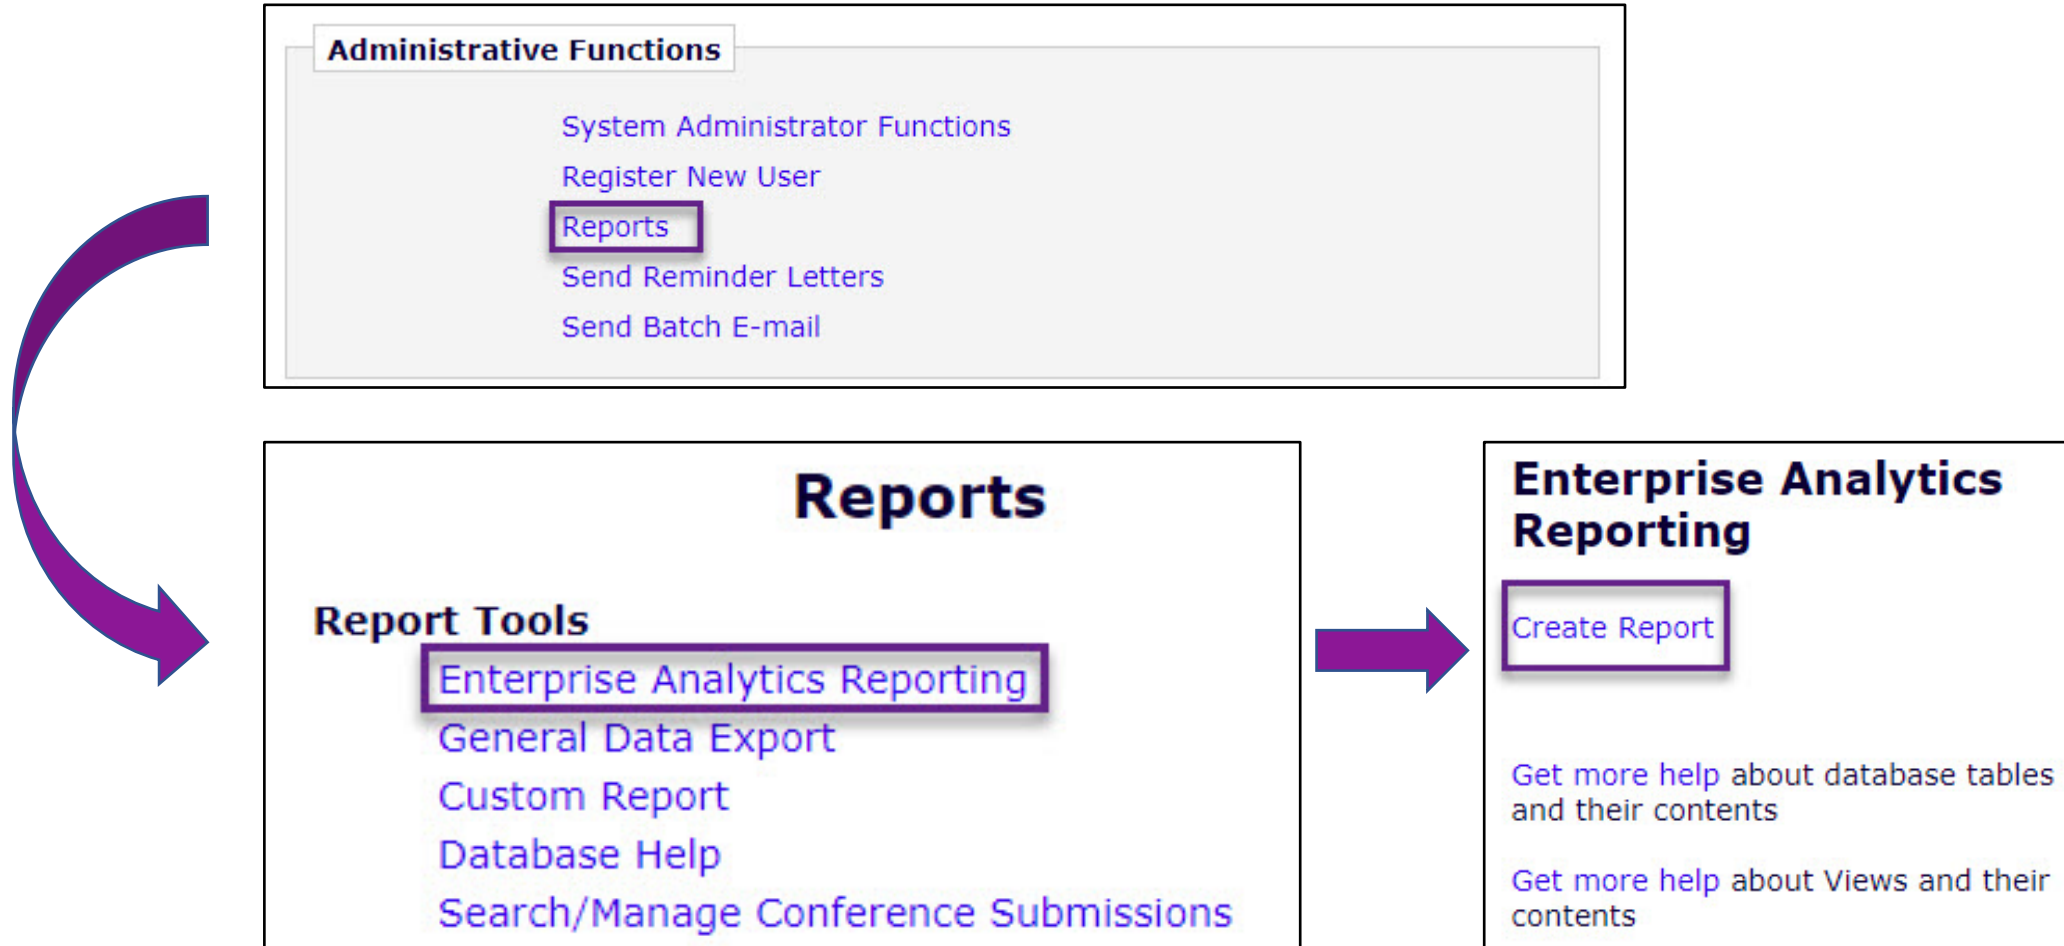 Administrative Functions
System Administrator Functions
Register New User
Reports
Send Reminder Letters
Send Batch E-mail
Reports
Report Tools
Enterprise Analytics Reporting
General Data Export
Custom Report
Database Help
Search/Manage Conference Submissions
Enterprise Analytics
Reporting
Create Report
Get more help about database tables
and their contents
Get more help about Views and their
contents